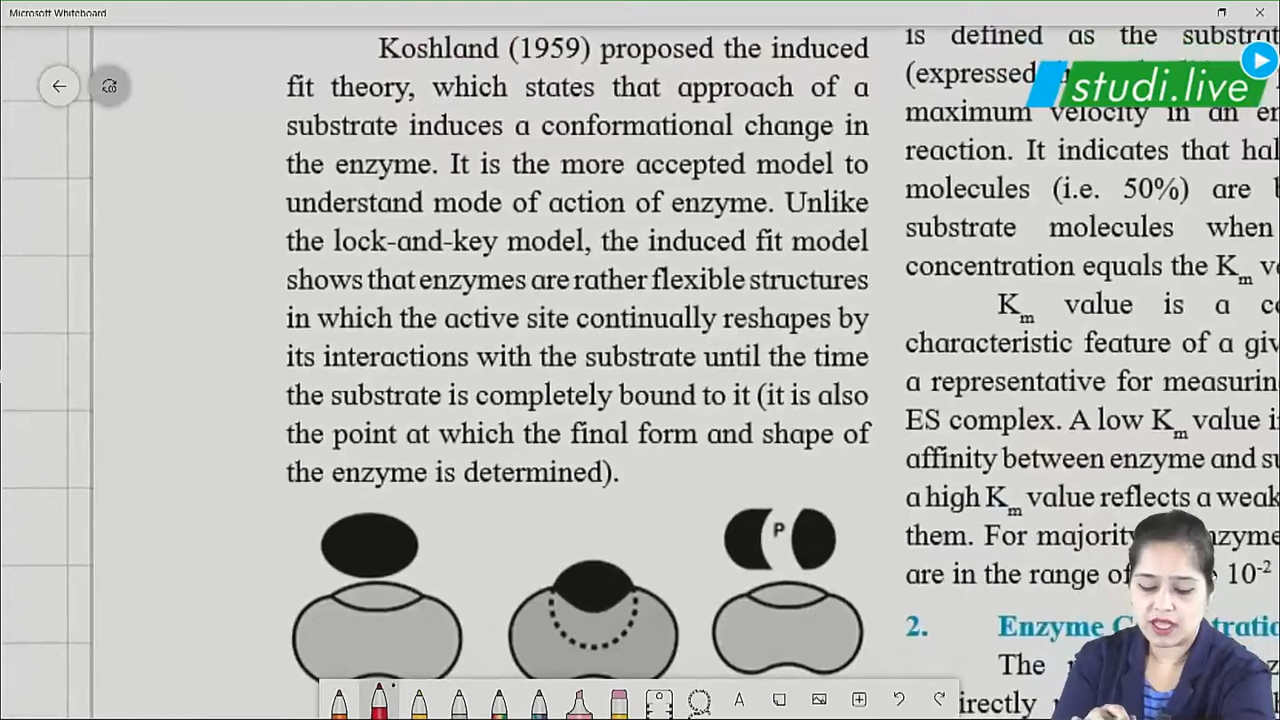 Microsoft Whiteboard
Koshland (1959) proposed the induced
fit theory, which states that approach of a
substrate induces a conformational change in
the enzyme. It is the more accepted model to
understand mode of action of enzyme. Unlike
the lock-and-key model, the induced fit model
shows that enzymes are rather flexible structures
in which the active site continually reshapes by
its interactions with the substrate until the time
the substrate is completely bound to it (it is also
the point at which the final form and shape of
the enzyme is determined).
P
is defined as the substrat
(expressed
studi.live
maximum velocity in an en
reaction. It indicates that hal
molecules (i.e. 50%) are
substrate molecules when
concentration equals the Km v
Km value is a c
characteristic feature of a giv
a representative for measurin
ES complex. A low Km value i
affinity between enzyme and su
a high Km value reflects a weak
them. For majority nzyme
are in the range of 10-2
2. Enzyme C tratio
The
irectly
A